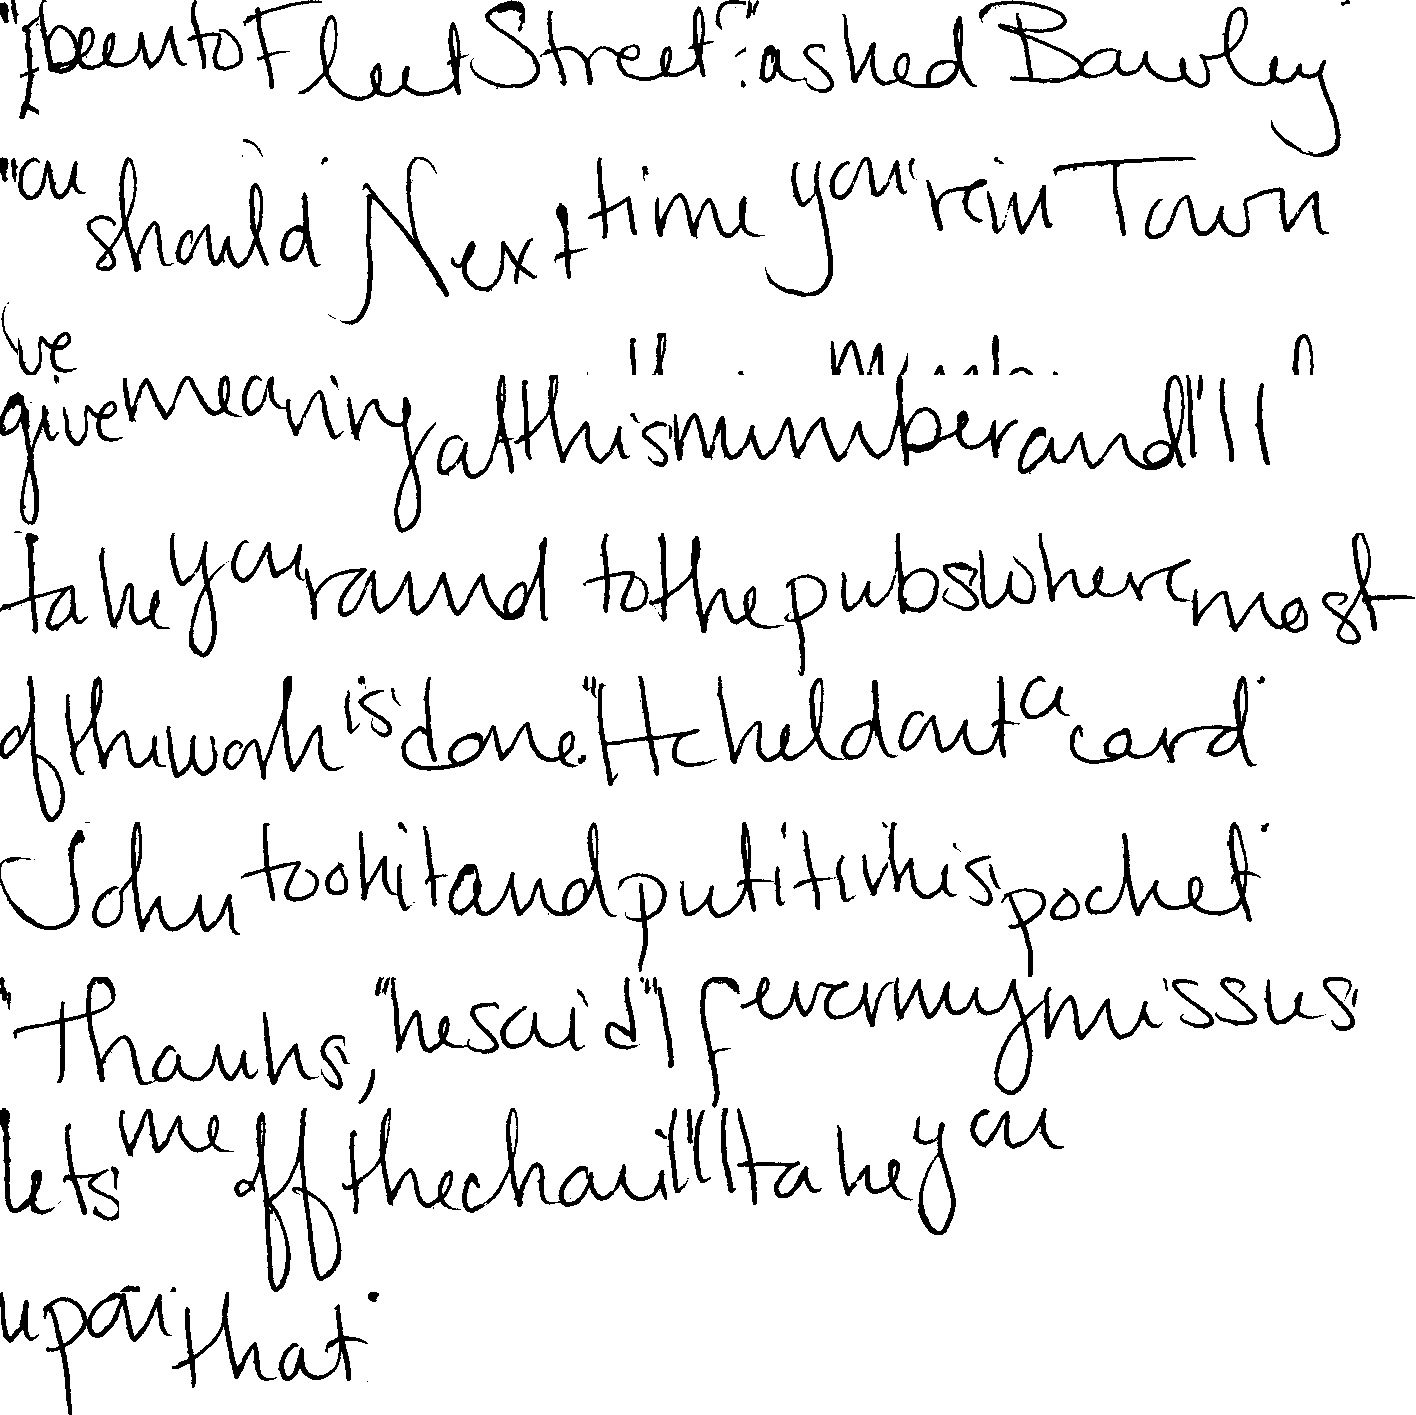 "I been to Fleet Street?" asked Bawley
"ou should Next time you're in Town
've
give me a ring at this number and I'll
take you round to the pubs where most
of the work is done." He held out a card
John took it and put it in his pocket
"Thanks," he said "If ever my missus
lets me off the chain I'll take you
upon that.